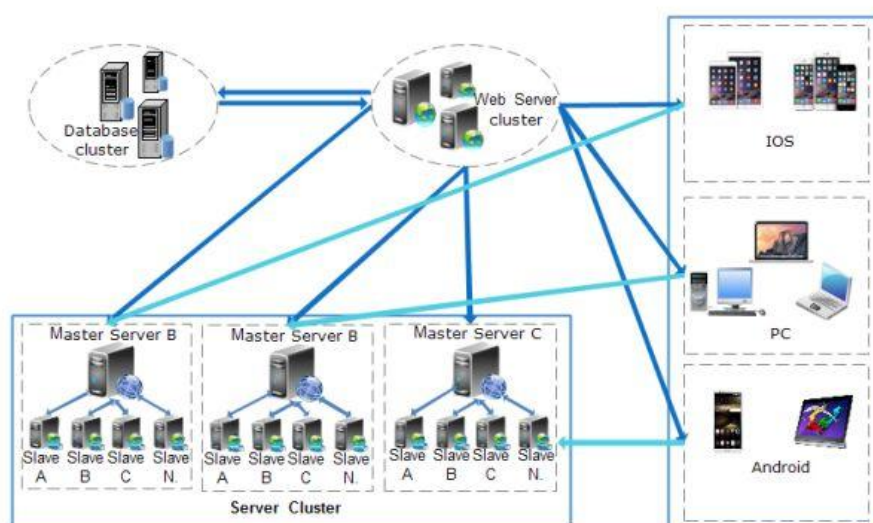 Database
cluster
Web Server
cluster
IOS
PC
Android
Master Server B
Slave Slave Slave Slave
A B C N.
Master Server B
Slave Slave Slave Slave
A B C N.
Master Server C
Slave Slave Slave Slave
A B C N.
Server Cluster